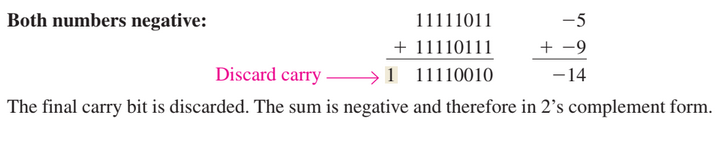 Both numbers negative: 11111011 −5
+ 11110111 + −9
Discard carry 1 11110010 −14
The final carry bit is discarded. The sum is negative and therefore in 2’s complement form.